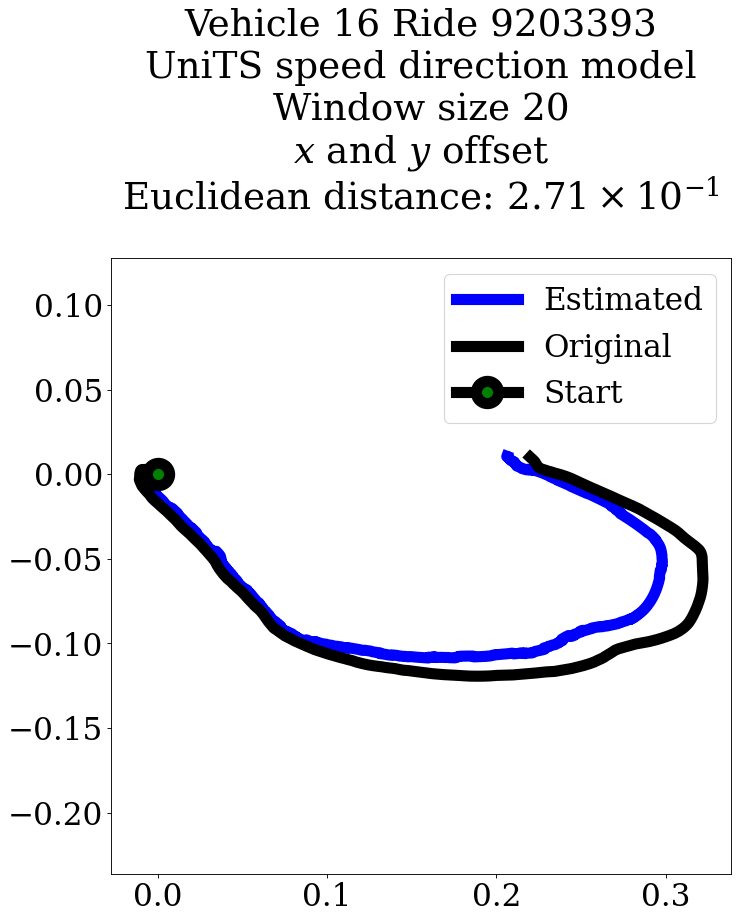 Vehicle 16 Ride 9203393
UniTS speed direction model
Window size 20
x and y offset
Euclidean distance: 2.71 × 10⁻¹
Estimated
Original
Start
0.10
0.05
0.00
−0.05
−0.10
−0.15
−0.20
0.0 0.1 0.2 0.3